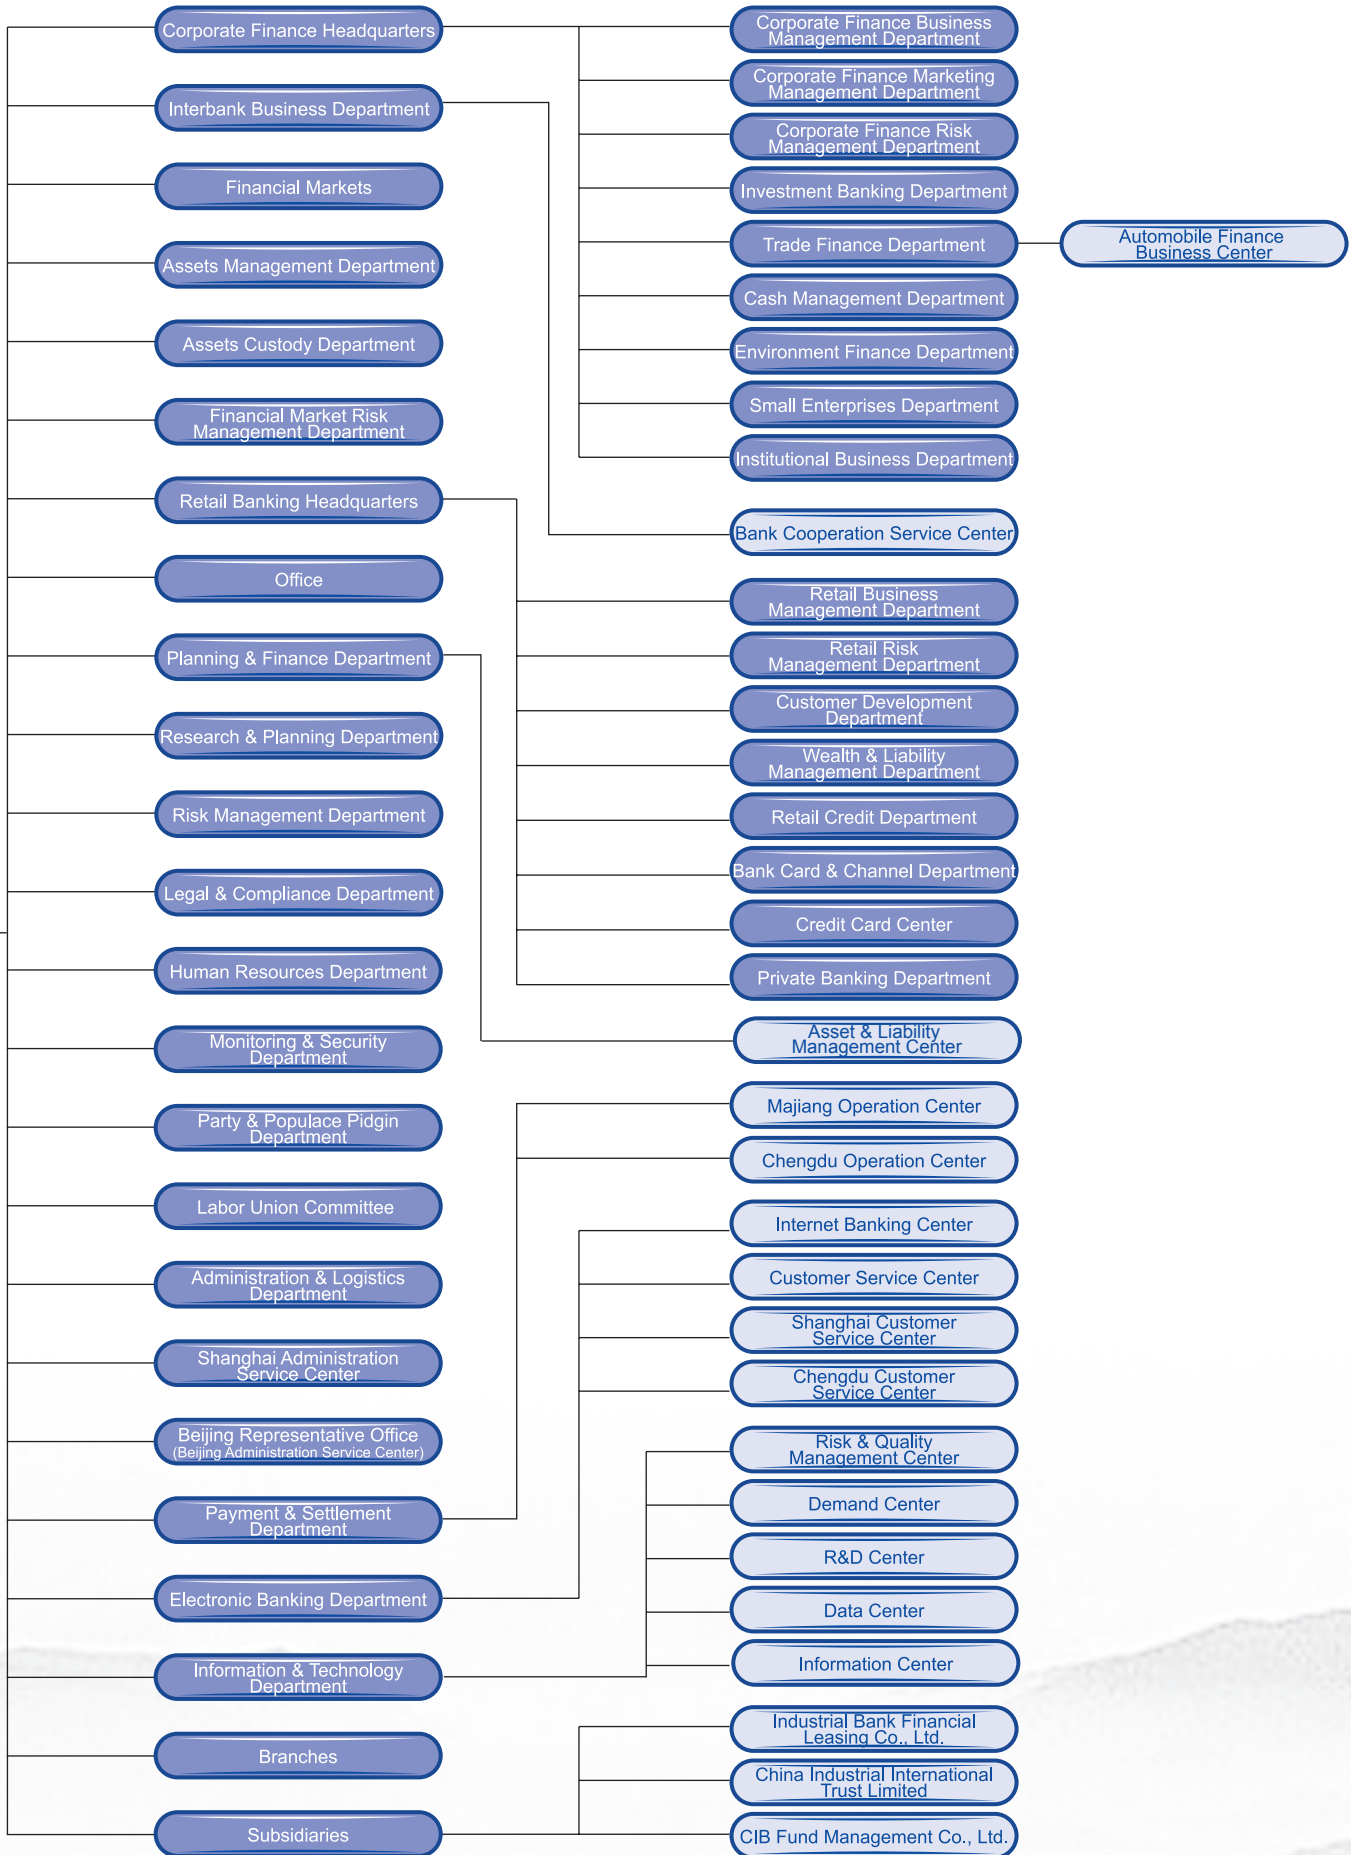 Corporate Finance Headquarters
Interbank Business Department
Financial Markets
Assets Management Department
Assets Custody Department
Financial Market Risk
Management Department
Retail Banking Headquarters
Office
Planning & Finance Department
Research & Planning Department
Risk Management Department
Legal & Compliance Department
Human Resources Department
Monitoring & Security
Department
Party & Populace Pidgin
Department
Labor Union Committee
Administration & Logistics
Department
Shanghai Administration
Service Center
Beijing Representative Office
(Beijing Administration Service Center)
Payment & Settlement
Department
Electronic Banking Department
Information & Technology
Department
Branches
Subsidiaries
Corporate Finance Business
Management Department
Corporate Finance Marketing
Management Department
Corporate Finance Risk
Management Department
Investment Banking Department
Trade Finance Department
Cash Management Department
Environment Finance Department
Small Enterprises Department
Institutional Business Department
Bank Cooperation Service Center
Retail Business
Management Department
Retail Risk
Management Department
Customer Development
Department
Wealth & Liability
Management Department
Retail Credit Department
Bank Card & Channel Department
Credit Card Center
Private Banking Department
Asset & Liability
Management Center
Majiang Operation Center
Chengdu Operation Center
Internet Banking Center
Customer Service Center
Shanghai Customer
Service Center
Chengdu Customer
Service Center
Risk & Quality
Management Center
Demand Center
R&D Center
Data Center
Information Center
Industrial Bank Financial
Leasing Co., Ltd.
China Industrial International
Trust Limited
CIB Fund Management Co., Ltd.
Automobile Finance
Business Center